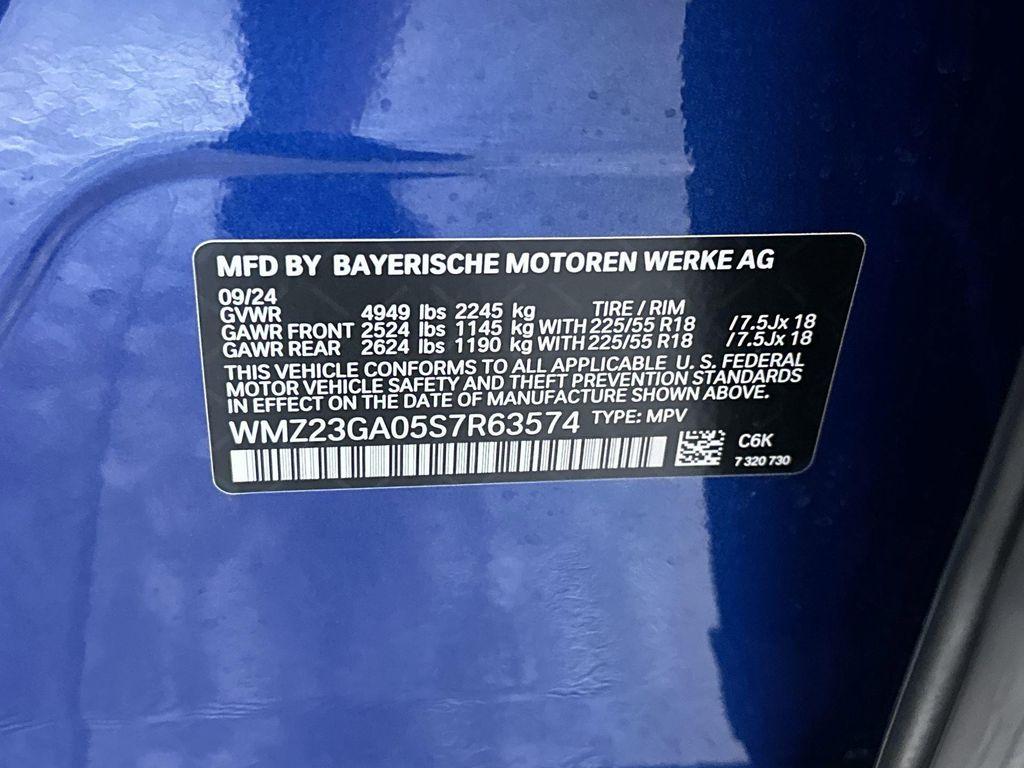 MFD BY BAYERISCHE MOTOREN WERKE AG
09/24
GVWR 4949 lbs 2245 kg TIRE / RIM
GAWR FRONT 2524 lbs 1145 kg WITH 225/55 R18 / 7.5Jx 18
GAWR REAR 2624 lbs 1190 kg WITH 225/55 R18 / 7.5Jx 18
THIS VEHICLE CONFORMS TO ALL APPLICABLE U. S. FEDERAL
MOTOR VEHICLE SAFETY AND THEFT PREVENTION STANDARDS
IN EFFECT ON THE DATE OF MANUFACTURE SHOWN ABOVE.
WMZ23GA05S7R63574 TYPE: MPV
C6K
7 320 730